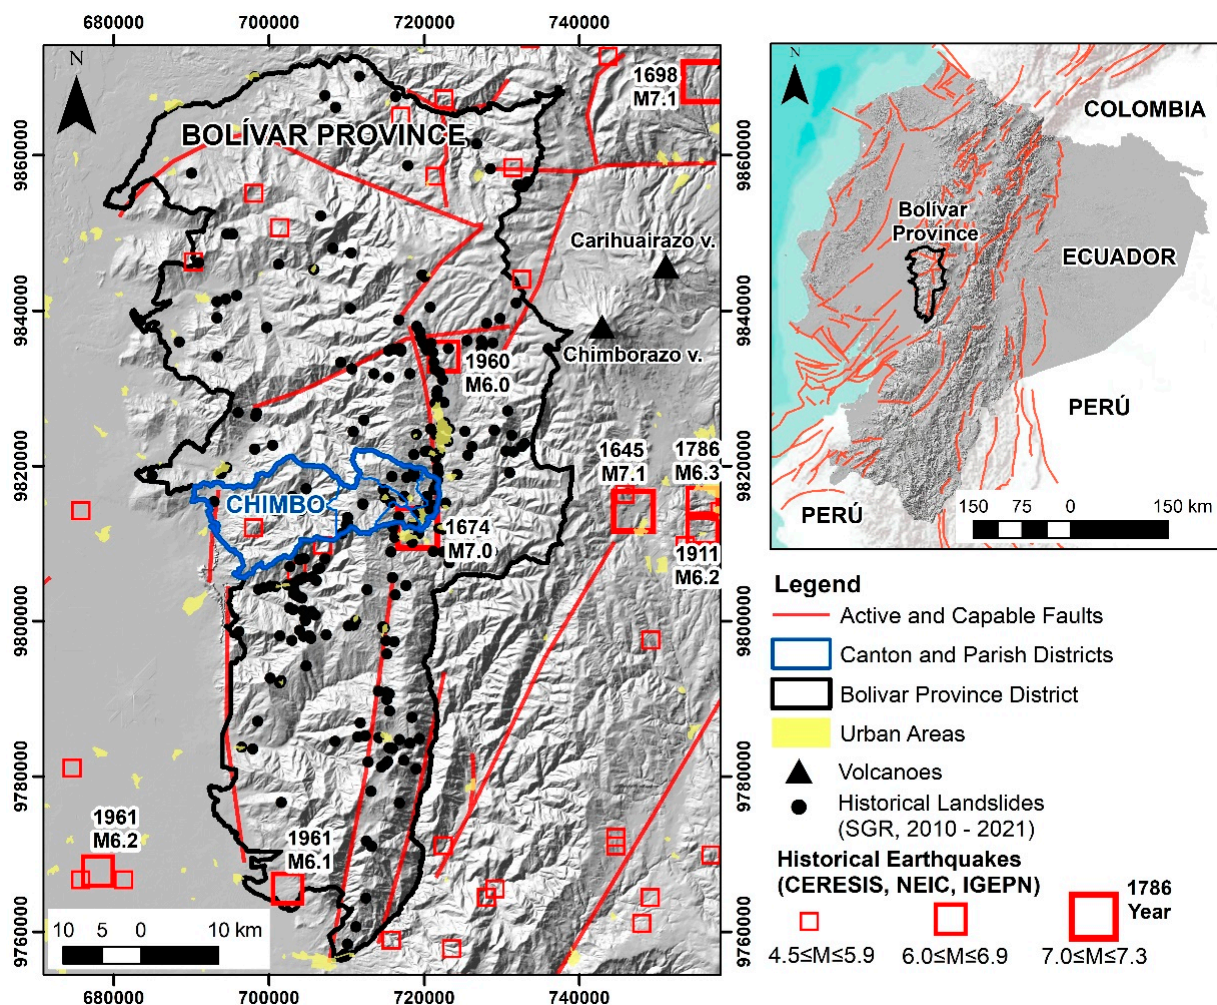 680000 700000 720000 740000
N
1698
M7.1
BOLÍVAR PROVINCE
Carihuairazo v.
Chimborazo v.
1960
M6.0
1645
M7.1
1786
M6.3
CHIMBO
1674
M7.0
1911
M6.2
1961
M6.2
1961
M6.1
10 5 0 10 km
9860000
9840000
9820000
9800000
9780000
9760000
9860000
9840000
9820000
9800000
9780000
9760000
680000 700000 720000 740000
N
COLOMBIA
Bolívar
Province
ECUADOR
PERÚ
PERÚ
150 75 0 150 km
Legend
Active and Capable Faults
Canton and Parish Districts
Bolivar Province District
Urban Areas
Volcanoes
Historical Landslides
(SGR, 2010 - 2021)
Historical Earthquakes
(CERESIS, NEIC, IGEPN)
1786
Year
4.5≤M≤5.9 6.0≤M≤6.9 7.0≤M≤7.3